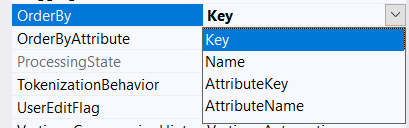 OrderBy Key
OrderByAttribute Key
ProcessingState Name
TokenizationBehavior AttributeKey
UserEditFlag AttributeName